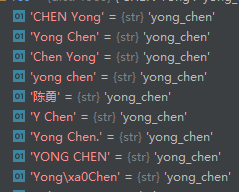 'CHEN Yong' = {str} 'yong_chen'
'Yong Chen' = {str} 'yong_chen'
'Chen Yong' = {str} 'yong_chen'
'yong chen' = {str} 'yong_chen'
'陈勇' = {str} 'yong_chen'
'Y Chen' = {str} 'yong_chen'
'Yong Chen.' = {str} 'yong_chen'
'YONG CHEN' = {str} 'yong_chen'
'Yong\xa0Chen' = {str} 'yong_chen'